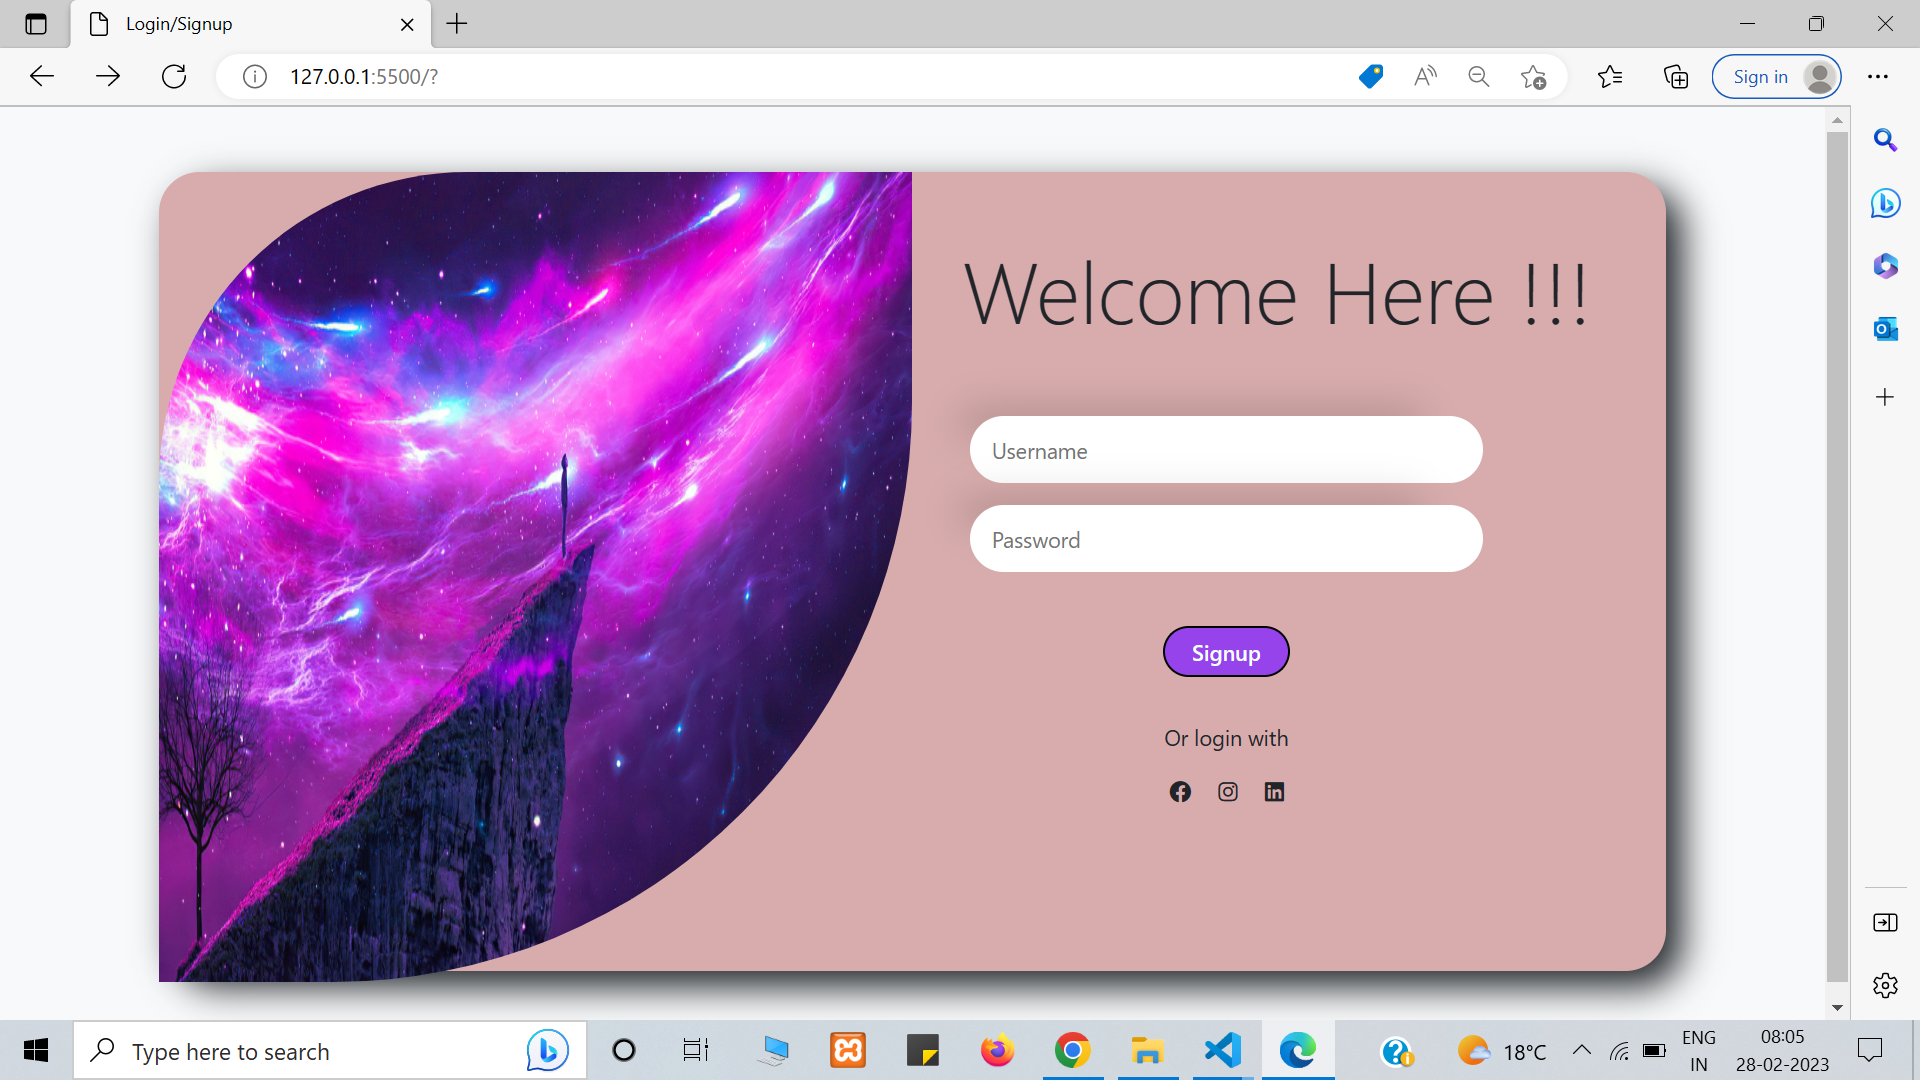 Login/Signup
127.0.0.1:5500/?
Sign in
Welcome Here !!!
Username
Password
Signup
Or login with
Type here to search
18°C
ENG
IN
08:05
28-02-2023